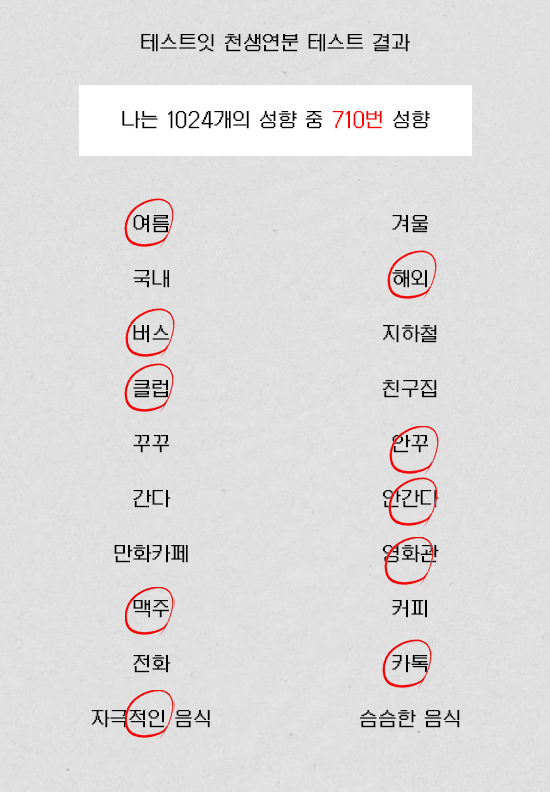 테스트잇 천생연분 테스트 결과
나는 1024개의 성향 중 710번 성향
여름 겨울
국내 해외
버스 지하철
클럽 친구집
꾸꾸 안꾸
간다 안간다
만화카페 영화관
맥주 커피
전화 카톡
자극적인 음식 슴슴한 음식